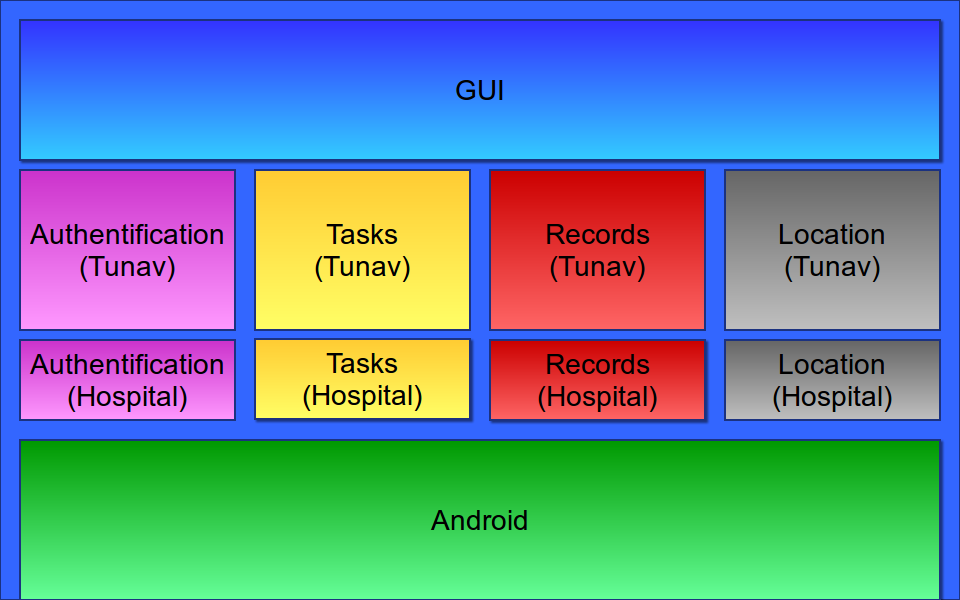 GUI
Authentification
(Tunav)
Tasks
(Tunav)
Records
(Tunav)
Location
(Tunav)
Authentification
(Hospital)
Tasks
(Hospital)
Records
(Hospital)
Location
(Hospital)
Android